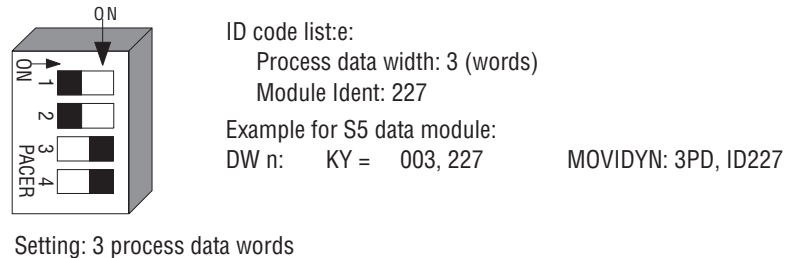 ON
ON
1
2
3
4
PACER
ID code list:e:
Process data width: 3 (words)
Module Ident: 227
Example for S5 data module:
DW n: KY = 003, 227 MOVIDYN: 3PD, ID227
Setting: 3 process data words